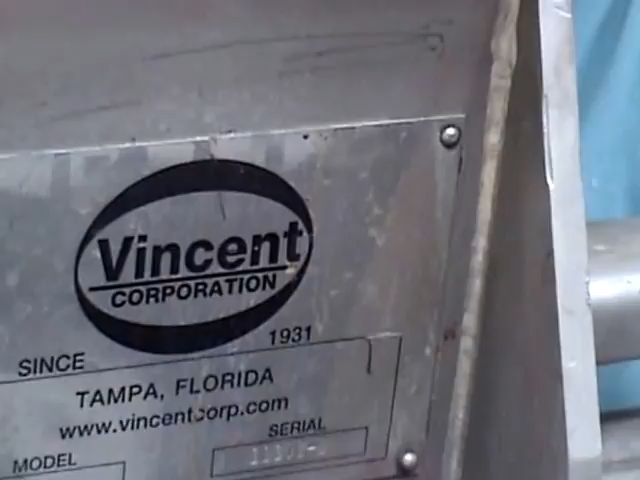 Vincent
CORPORATION
SINCE 1931
TAMPA, FLORIDA
www.vincentcorp.com
SERIAL
MODEL